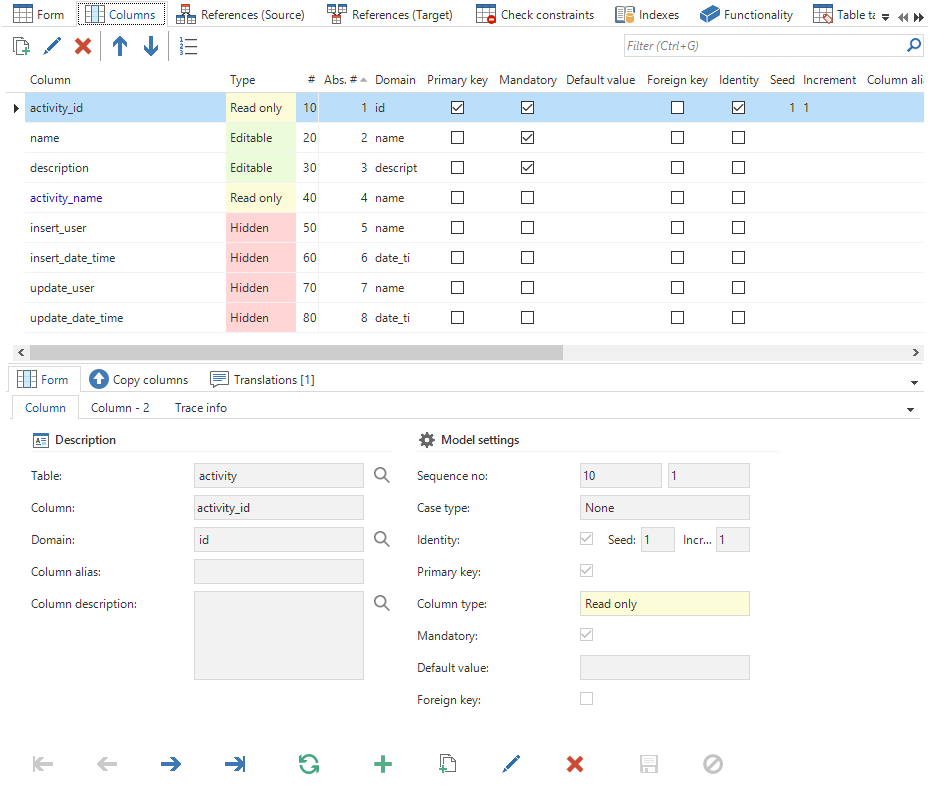 Form Columns References (Source) References (Target) Check constraints Indexes Functionality Table ta
1 2 3 Filter (Ctrl+G)
Column Type # Abs. # Domain Primary key Mandatory Default value Foreign key Identity Seed Increment Column alia
activity_id Read only 10 1 id 1 1
name Editable 20 2 name
description Editable 30 3 descript
activity_name Read only 40 4 name
insert_user Hidden 50 5 name
insert_date_time Hidden 60 6 date_ti
update_user Hidden 70 7 name
update_date_time Hidden 80 8 date_ti
Form Copy columns Translations [1]
Column Column - 2 Trace info
Description Model settings
Table: activity Sequence no: 10 1
Column: activity_id Case type: None
Domain: id Identity: Seed: 1 Incr... 1
Column alias: Primary key:
Column description: Column type: Read only
Mandatory:
Default value:
Foreign key: